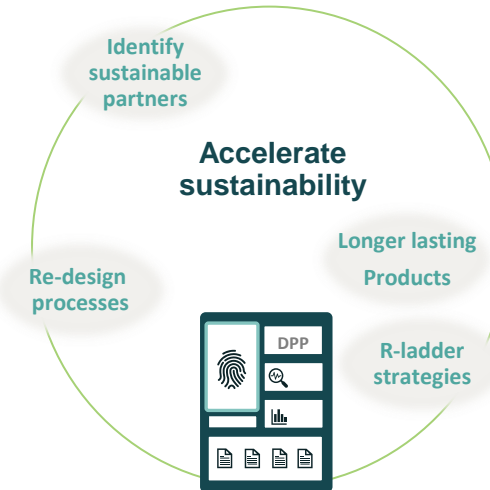 Identify
sustainable
partners
Accelerate
sustainability
Longer lasting
Products
Re-design
processes
DPP
R-ladder
strategies